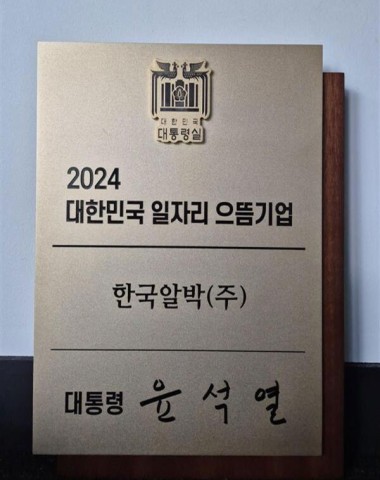 대한민국
대통령실
2024
대한민국 일자리 으뜸기업
한국알박(주)
대통령 윤석열